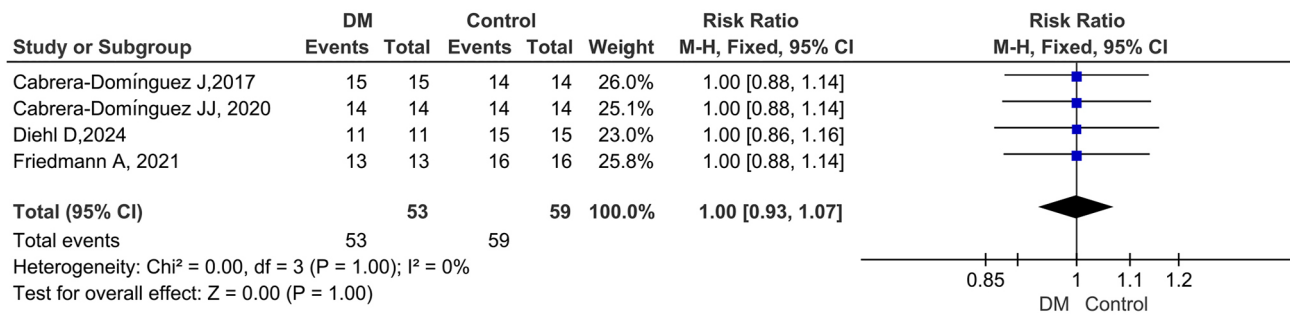 DM Control Risk Ratio Risk Ratio
Study or Subgroup Events Total Events Total Weight M-H, Fixed, 95% CI M-H, Fixed, 95% CI
Cabrera-Domínguez J,2017 15 15 14 14 26.0% 1.00 [0.88, 1.14]
Cabrera-Domínguez JJ, 2020 14 14 14 14 25.1% 1.00 [0.88, 1.14]
Diehl D,2024 11 11 15 15 23.0% 1.00 [0.86, 1.16]
Friedmann A, 2021 13 13 16 16 25.8% 1.00 [0.88, 1.14]
Total (95% CI) 53 59 100.0% 1.00 [0.93, 1.07]
Total events 53 59
Heterogeneity: Chi² = 0.00, df = 3 (P = 1.00); I² = 0%
Test for overall effect: Z = 0.00 (P = 1.00)
0.85 1 1.1 1.2
DM Control